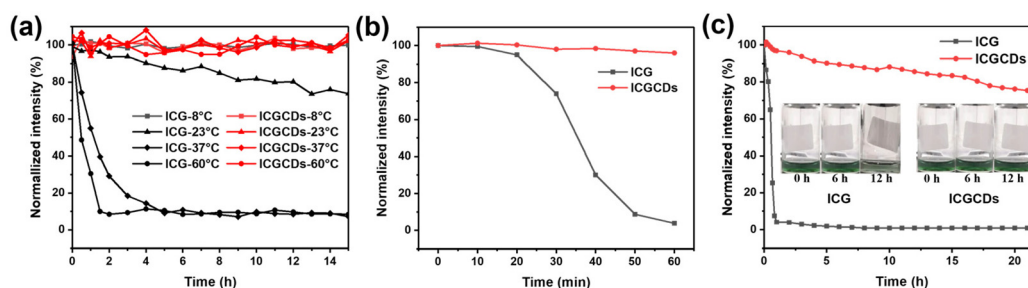 (a)
Normalized intensity (%)
100
80
60
40
20
0
ICG-8°C
ICG-23°C
ICG-37°C
ICG-60°C
ICGCDs-8°C
ICGCDs-23°C
ICGCDs-37°C
ICGCDs-60°C
0 2 4 6 8 10 12 14
Time (h)
(b)
Normallized intensity (%)
100
80
60
40
20
0
ICG
ICGCDs
0 10 20 30 40 50 60
Time (min)
(c)
Normalized intensity (%)
100
80
60
40
20
0
ICG
ICGCDs
0 h 6 h 12 h
ICG
0 h 6 h 12 h
ICGCDs
0 5 10 15 20
Time (h)